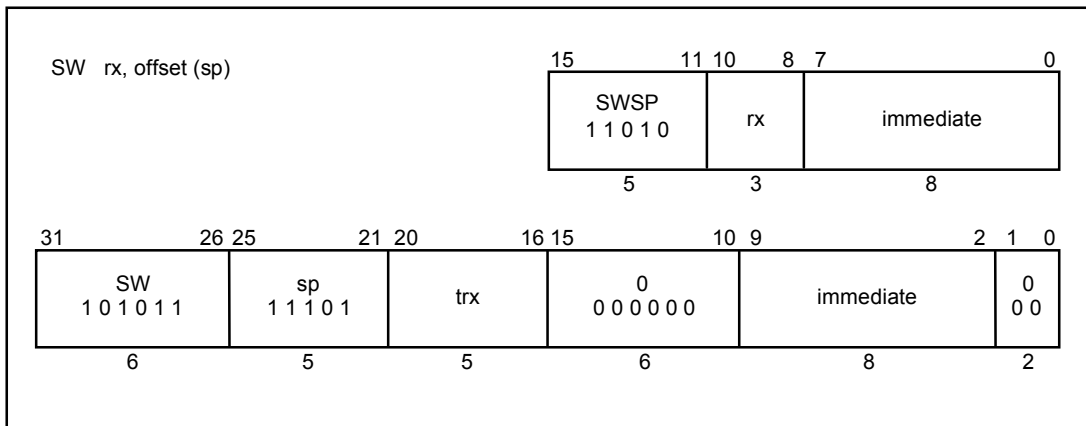 SW rx, offset (sp)
15 11 10 8 7 0
SWSP rx immediate
1 1 0 1 0
5 3 8
31 26 25 21 20 16 15 10 9 2 1 0
SW sp trx 0 immediate 0
1 0 1 0 1 1 1 1 1 0 1 0 0 0 0 0 0 0 0
6 5 5 6 8 2